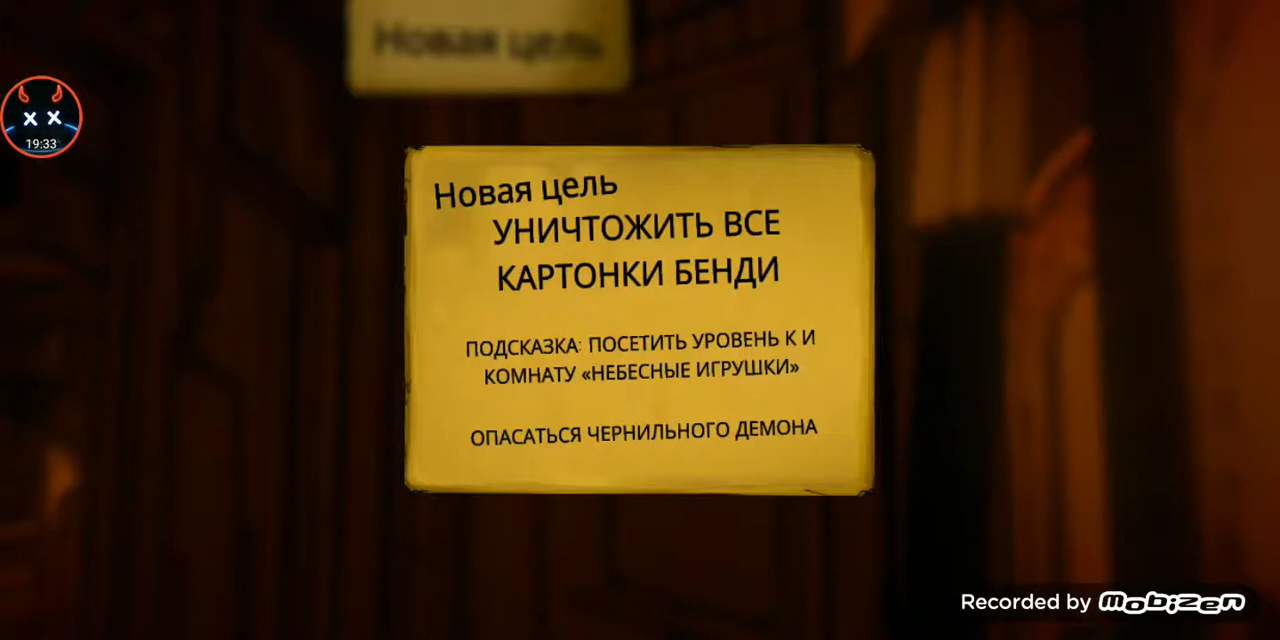 Новая цель
19:33
Новая цель
УНИЧТОЖИТЬ ВСЕ
КАРТОНКИ БЕНДИ
ПОДСКАЗКА: ПОСЕТИТЬ УРОВЕНЬ К И
КОМНАТУ «НЕБЕСНЫЕ ИГРУШКИ»
ОПАСАТЬСЯ ЧЕРНИЛЬНОГО ДЕМОНА
Recorded by mobizen